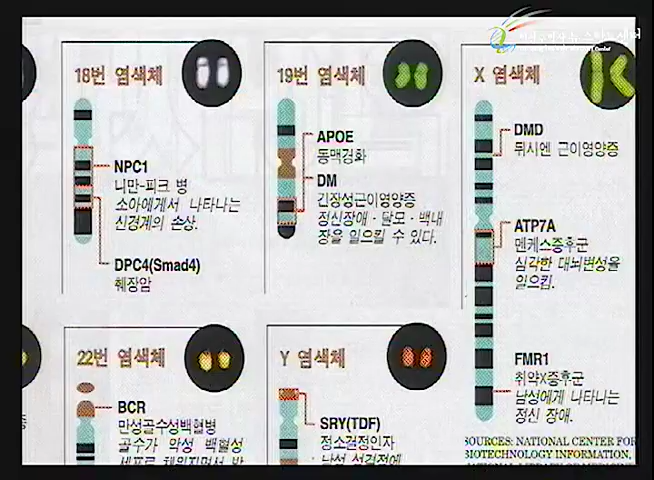 18번 염색체
NPC1
니만-피크 병
소아에게서 나타나는
신경계의 손상.
DPC4(Smad4)
췌장암
19번 염색체
APOE
동맥경화
DM
긴장성근이영양증
정신장애·탈모·백내
장을 일으킬 수 있다.
X 염색체
DMD
뒤시엔 근이영양증
ATP7A
멘케스증후군
심각한 대뇌변성을
일으킴.
FMR1
취약X증후군
남성에게 나타나는
정신 장애.
22번 염색체
BCR
만성골수성백혈병
골수가 악성 백혈성
Y 염색체
SRY(TDF)
정소결정인자
SOURCES: NATIONAL CENTER FOR
BIOTECHNOLOGY INFORMATION,